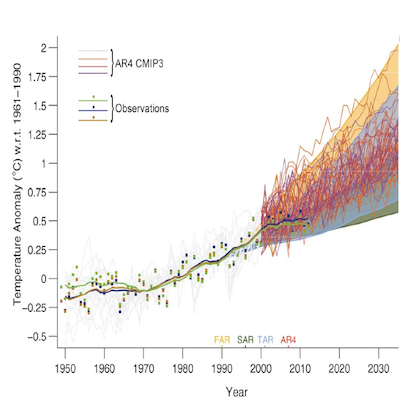 2
1.75
1.5
1.25
1
0.75
0.5
0.25
0
−0.25
−0.5
Temperature Anomaly (°C) w.r.t. 1961−1990
AR4 CMIP3
Observations
FAR SAR TAR AR4
1950 1960 1970 1980 1990 2000 2010 2020 2030
Year